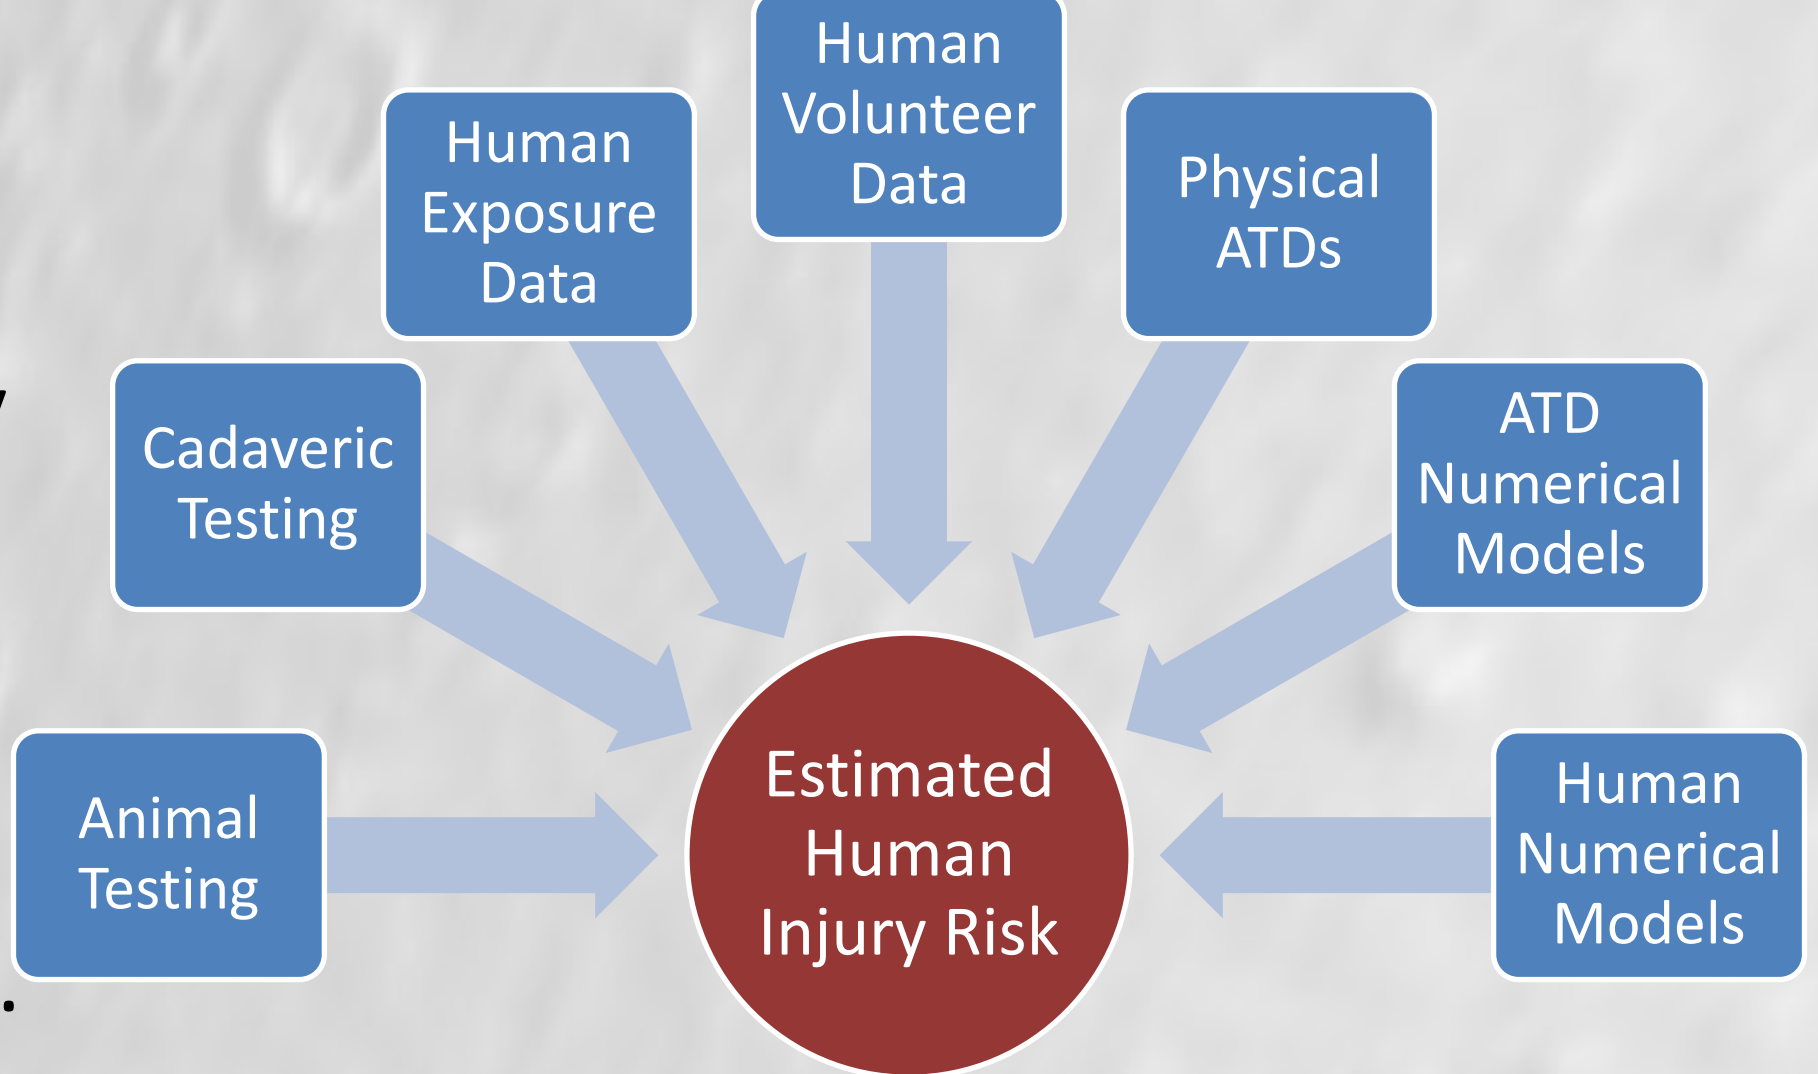 Human
Volunteer
Data
Human
Exposure
Data
Physical
ATDs
Cadaveric
Testing
ATD
Numerical
Models
Animal
Testing
Estimated
Human
Injury Risk
Human
Numerical
Models